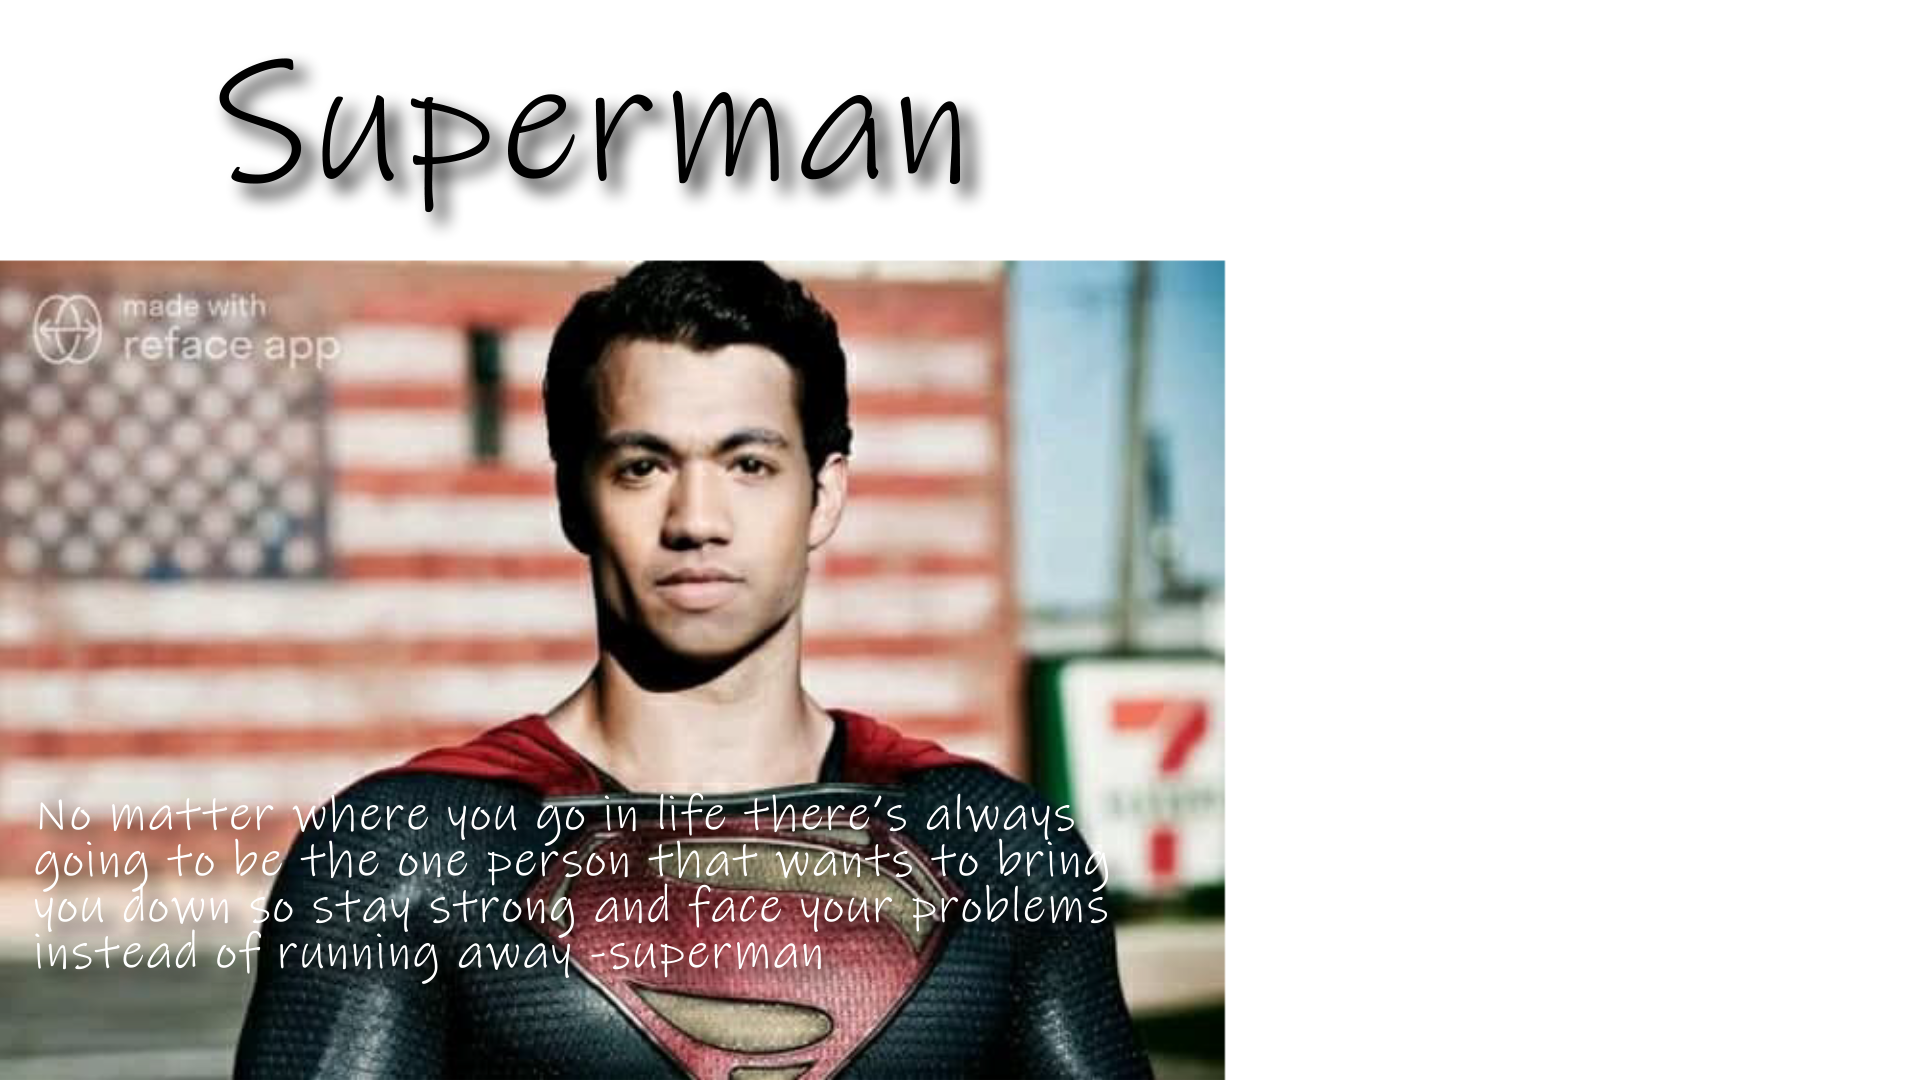 Superman
made with
reface app
7
No matter where you go in life there's always
going to be the one person that wants to bring
you down so stay strong and face your problems
instead of running away -superman